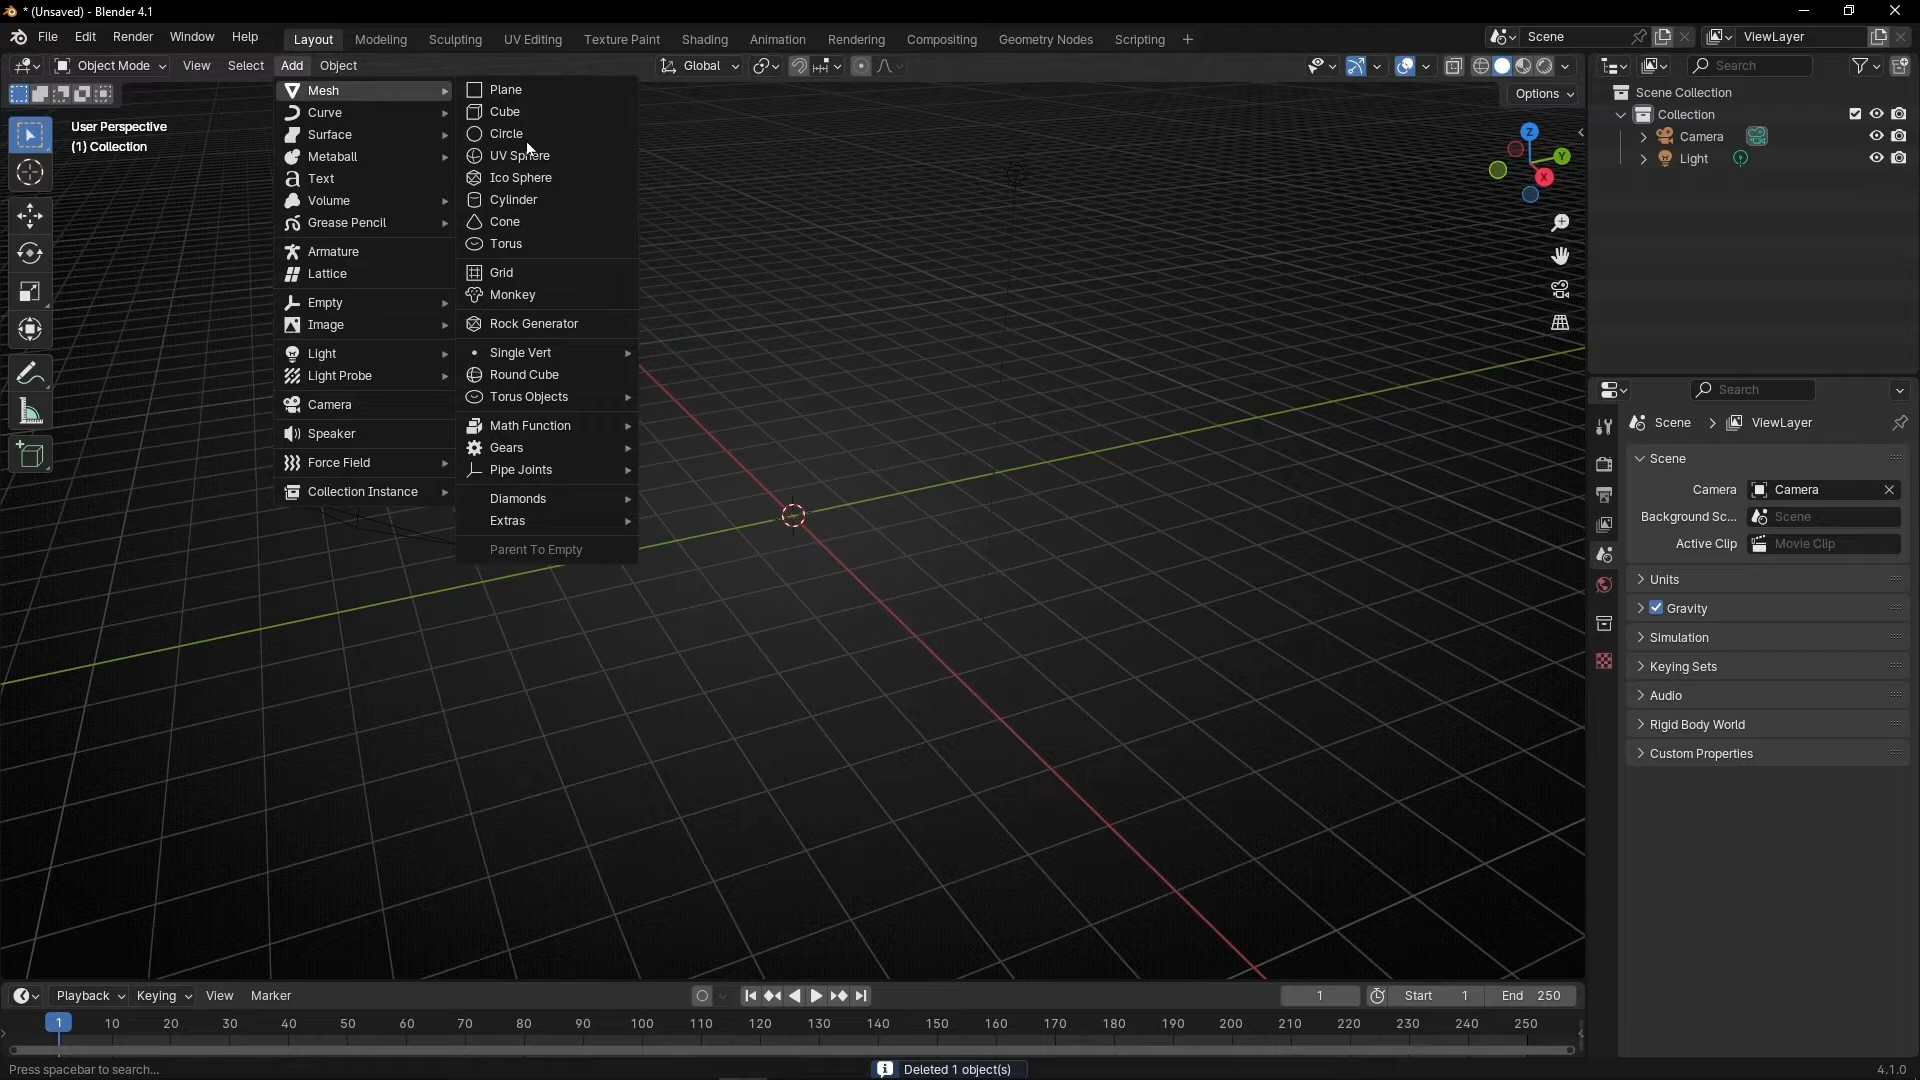 * (Unsaved) - Blender 4.1
File Edit Render Window Help Layout Modeling Sculpting UV Editing Texture Paint Shading Animation Rendering Compositing Geometry Nodes Scripting + Scene ViewLayer
Object Mode View Select Add Object Global Search
Options
User Perspective
(1) Collection
Mesh
Curve
Surface
Metaball
Text
Volume
Grease Pencil
Armature
Lattice
Empty
Image
Light
Light Probe
Camera
Speaker
Force Field
Collection Instance
Plane
Cube
Circle
UV Sphere
Ico Sphere
Cylinder
Cone
Torus
Grid
Monkey
Rock Generator
Single Vert
Round Cube
Torus Objects
Math Function
Gears
Pipe Joints
Diamonds
Extras
Parent To Empty
Z
Y
X
Scene Collection
Collection
Camera
Light
Search
Scene ViewLayer
Scene
Camera Camera
Background Sc... Scene
Active Clip Movie Clip
Units
Gravity
Simulation
Keying Sets
Audio
Rigid Body World
Custom Properties
Playback Keying View Marker 1 Start 1 End 250
1 10 20 30 40 50 60 70 80 90 100 110 120 130 140 150 160 170 180 190 200 210 220 230 240 250
Press spacebar to search... Deleted 1 object(s) 4.1.0